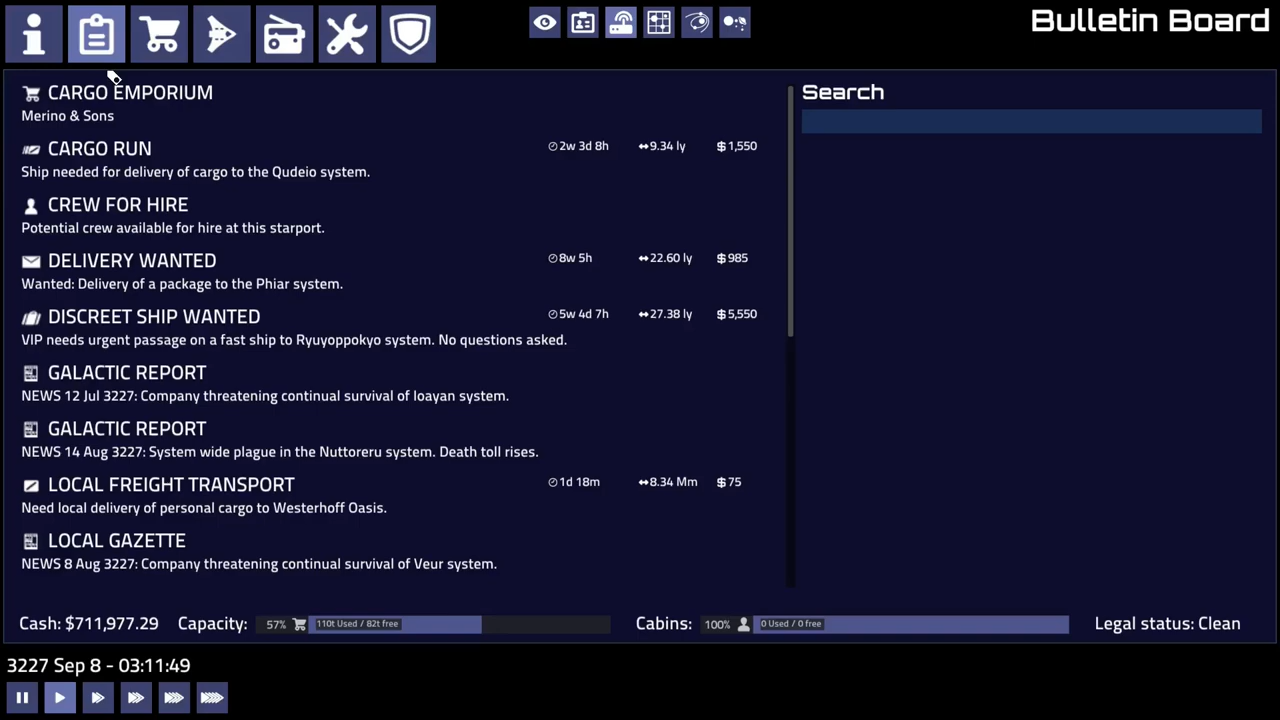 Bulletin Board
CARGO EMPORIUM
Merino & Sons
CARGO RUN 2w 3d 8h 9.34 ly $1,550
Ship needed for delivery of cargo to the Qudeio system.
CREW FOR HIRE
Potential crew available for hire at this starport.
DELIVERY WANTED 8w 5h 22.60 ly $985
Wanted: Delivery of a package to the Phiar system.
DISCREET SHIP WANTED 5w 4d 7h 27.38 ly $5,550
VIP needs urgent passage on a fast ship to Ryuyoppokyo system. No questions asked.
GALACTIC REPORT
NEWS 12 Jul 3227: Company threatening continual survival of Ioayan system.
GALACTIC REPORT
NEWS 14 Aug 3227: System wide plague in the Nuttoreru system. Death toll rises.
LOCAL FREIGHT TRANSPORT 1d 18m 8.34 Mm $75
Need local delivery of personal cargo to Westerhoff Oasis.
LOCAL GAZETTE
NEWS 8 Aug 3227: Company threatening continual survival of Veur system.
Search
Cash: $711,977.29 Capacity: 57% 110t Used / 82t free Cabins: 100% 0 Used / 0 free Legal status: Clean
3227 Sep 8 - 03:11:49